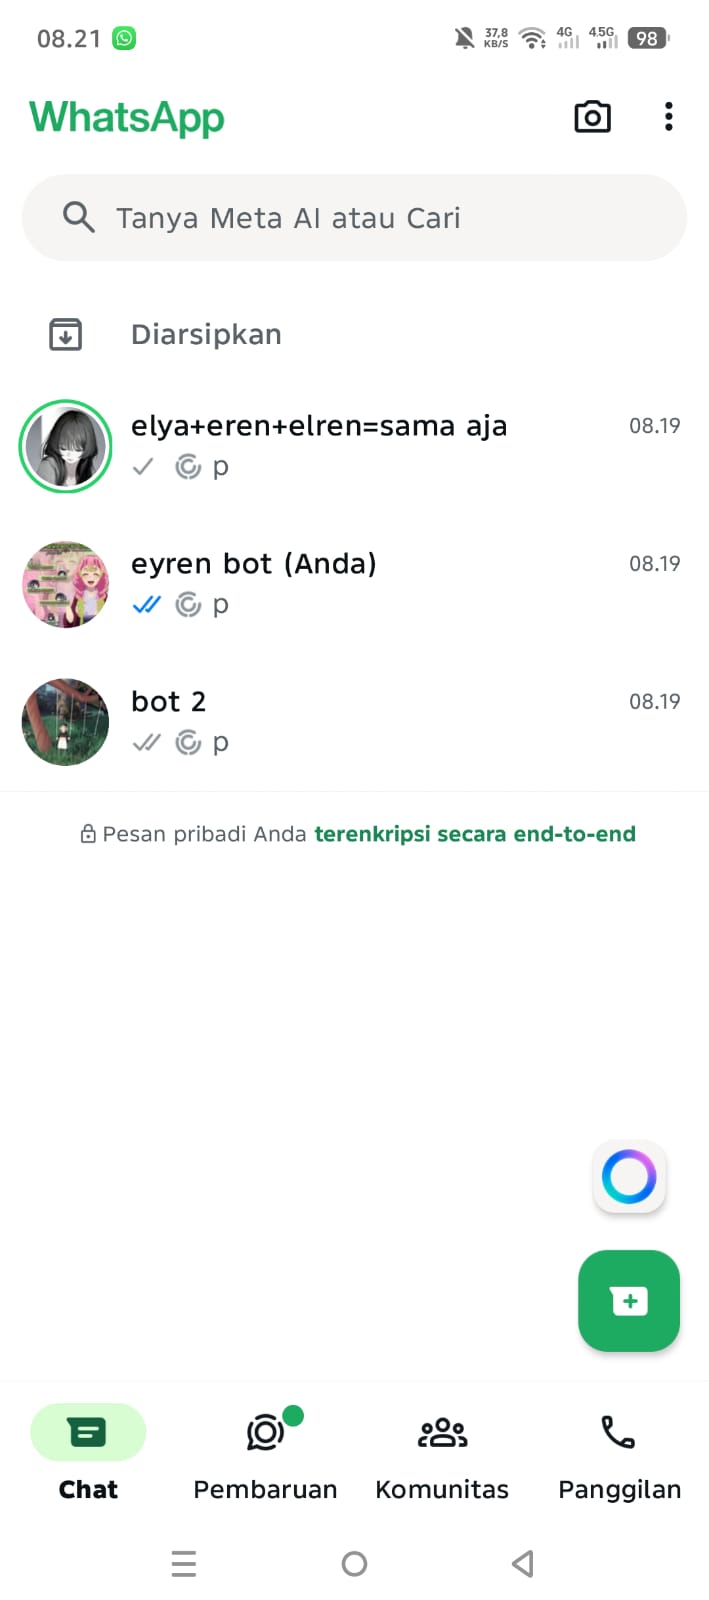 08.21
37,8
KB/S
4G
4.5G
98
WhatsApp
Tanya Meta AI atau Cari
Diarsipkan
elya+eren+elren=sama aja
08.19
p
eyren bot (Anda)
08.19
p
bot 2
08.19
p
Pesan pribadi Anda terenkripsi secara end-to-end
Chat
Pembaruan
Komunitas
Panggilan